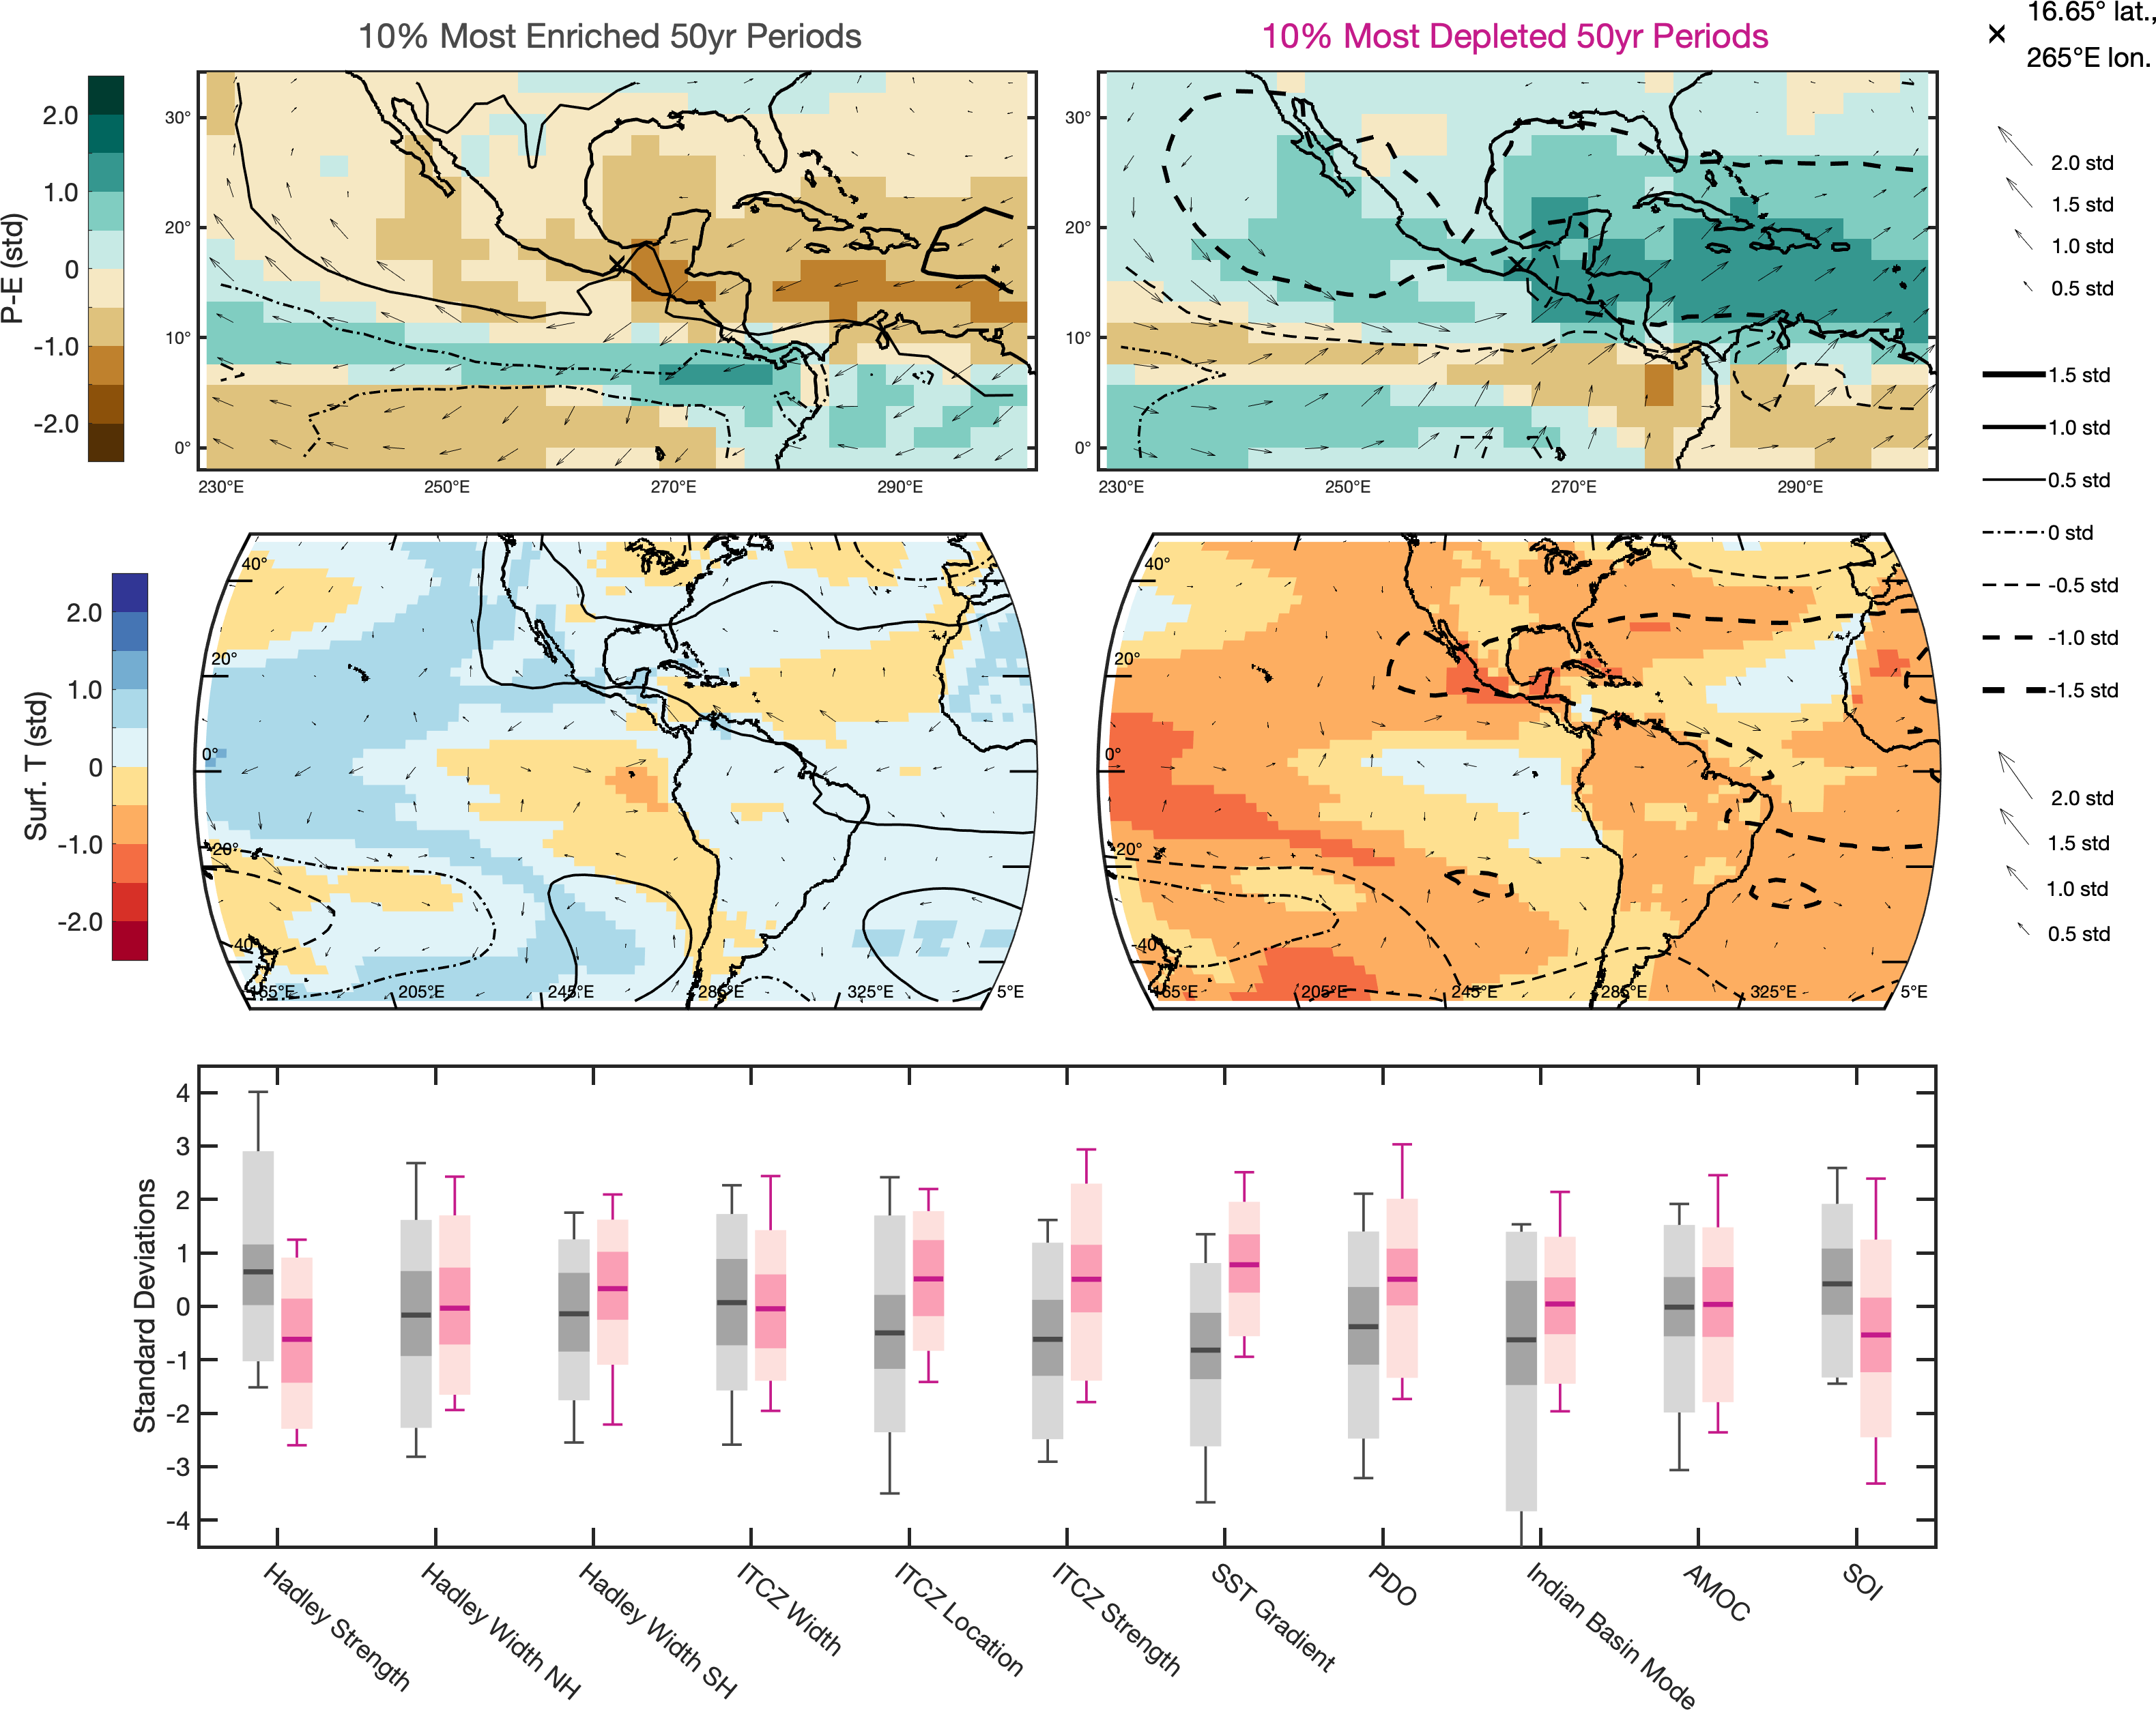 10% Most Enriched 50yr Periods
10% Most Depleted 50yr Periods
16.65° lat.,
265°E lon.
P-E (std)
2.0
1.0
0
-1.0
-2.0
30°
20°
10°
0°
230°E
250°E
270°E
290°E
30°
20°
10°
0°
230°E
250°E
270°E
290°E
2.0 std
1.5 std
1.0 std
0.5 std
1.5 std
1.0 std
0.5 std
0 std
-0.5 std
-1.0 std
-1.5 std
Surf. T (std)
2.0
1.0
0
-1.0
-2.0
40°
20°
0°
-20°
-40°
165°E
205°E
245°E
285°E
325°E
5°E
40°
20°
0°
-20°
-40°
165°E
205°E
245°E
285°E
325°E
5°E
2.0 std
1.5 std
1.0 std
0.5 std
Standard Deviations
4
3
2
1
0
-1
-2
-3
-4
Hadley Strength
Hadley Width NH
Hadley Width SH
ITCZ Width
ITCZ Location
ITCZ Strength
SST Gradient
PDO
Indian Basin Mode
AMOC
SOI